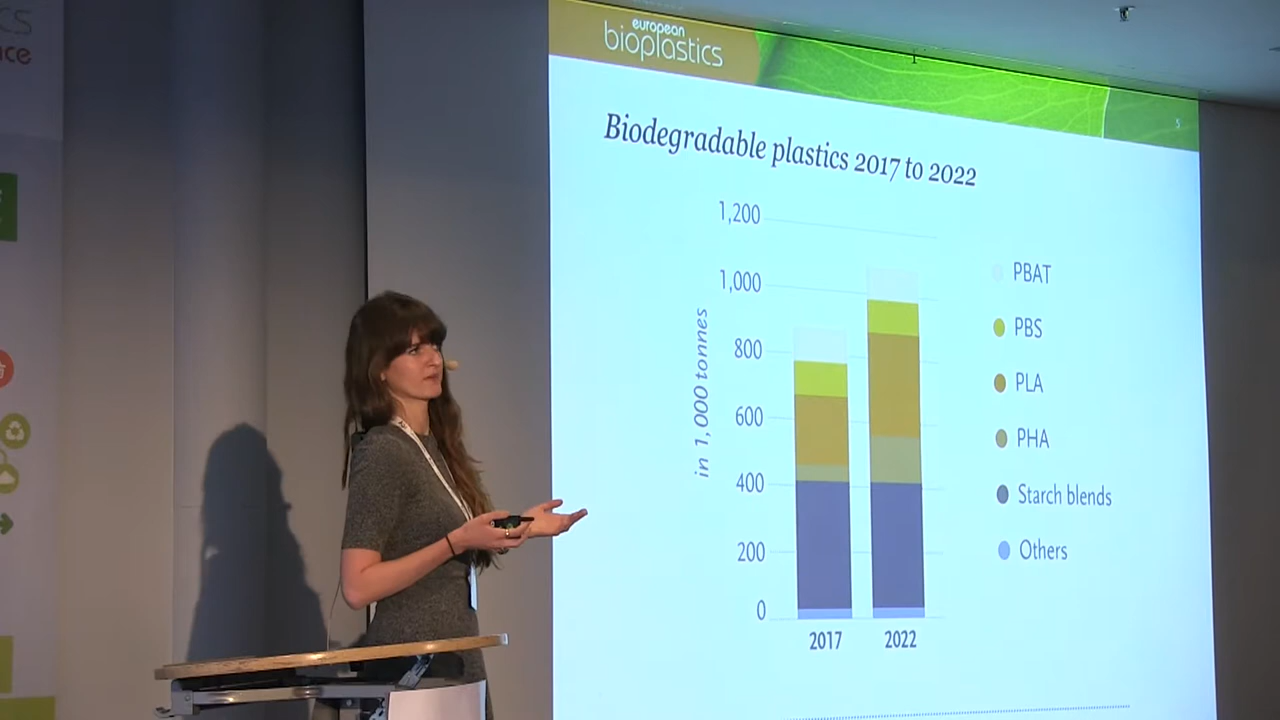 european
bioplastics
5
Biodegradable plastics 2017 to 2022
in 1,000 tonnes
1,200
1,000
800
600
400
200
0
2017
2022
PBAT
PBS
PLA
PHA
Starch blends
Others